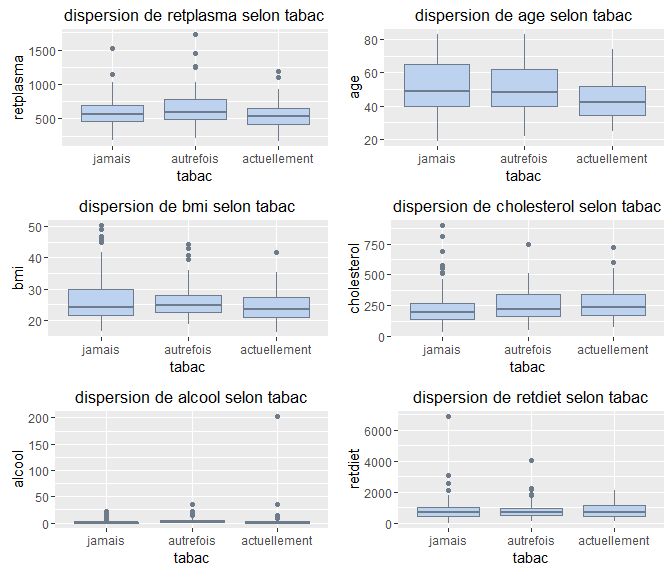 dispersion de retplasma selon tabac
retplasma
1500
1000
500
jamais autrefois actuellement
tabac
dispersion de age selon tabac
age
80
60
40
20
jamais autrefois actuellement
tabac
dispersion de bmi selon tabac
bmi
50
40
30
20
jamais autrefois actuellement
tabac
dispersion de cholesterol selon tabac
cholesterol
750
500
250
0
jamais autrefois actuellement
tabac
dispersion de alcool selon tabac
alcool
200
150
100
50
0
jamais autrefois actuellement
tabac
dispersion de retdiet selon tabac
retdiet
6000
4000
2000
0
jamais autrefois actuellement
tabac